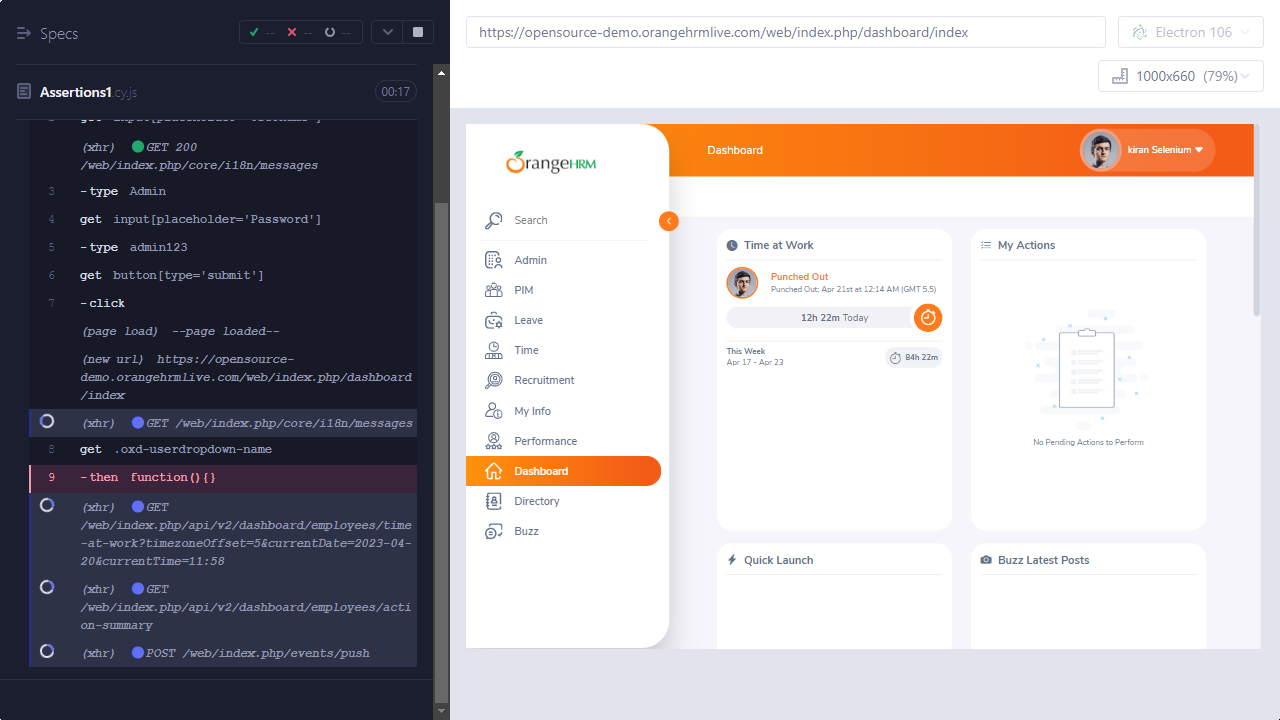 Specs
-- -- --
Assertions1.cy.js
00:17
(xhr) GET 200
/web/index.php/core/i18n/messages
3 -type Admin
4 get input[placeholder='Password']
5 -type admin123
6 get button[type='submit']
7 -click
(page load) --page loaded--
(new url) https://opensource-
demo.orangehrmlive.com/web/index.php/dashboard
/index
(xhr) GET /web/index.php/core/i18n/messages
8 get .oxd-userdropdown-name
9 -then function(){}
(xhr) GET
/web/index.php/api/v2/dashboard/employees/time
-at-work?timezoneOffset=5&currentDate=2023-04-
20&currentTime=11:58
(xhr) GET
/web/index.php/api/v2/dashboard/employees/acti
on-summary
(xhr) POST /web/index.php/events/push
https://opensource-demo.orangehrmlive.com/web/index.php/dashboard/index
Electron 106
1000x660 (79%)
OrangeHRM
Search
Admin
PIM
Leave
Time
Recruitment
My Info
Performance
Dashboard
Directory
Buzz
Dashboard
kiran Selenium
Time at Work
Punched Out
Punched Out: Apr 21st at 12:14 AM (GMT 5.5)
12h 22m Today
This Week
Apr 17 - Apr 23
84h 22m
My Actions
No Pending Actions to Perform
Quick Launch
Buzz Latest Posts